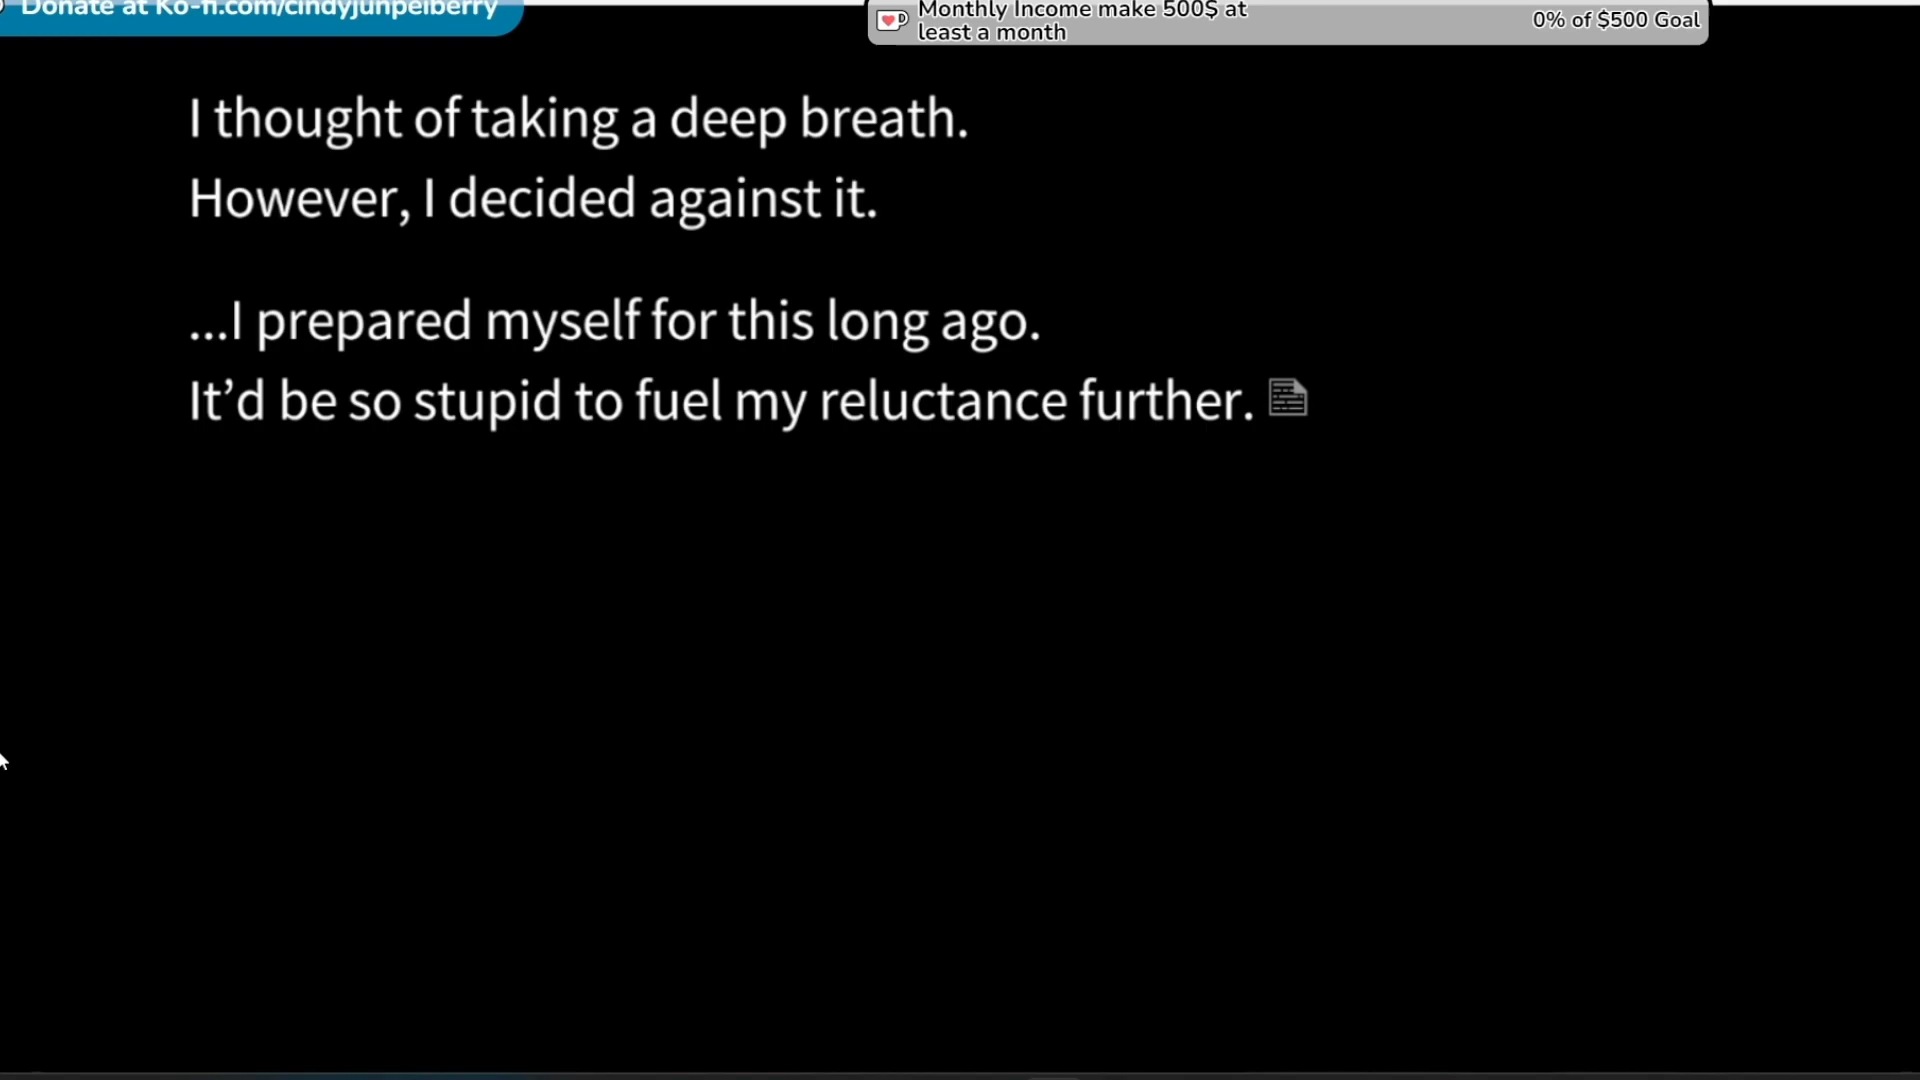 Donate at Ko-fi.com/cindyjunpeiberry
Monthly Income make 500$ at
least a month
0% of $500 Goal
I thought of taking a deep breath.
However, I decided against it.
...I prepared myself for this long ago.
It’d be so stupid to fuel my reluctance further.